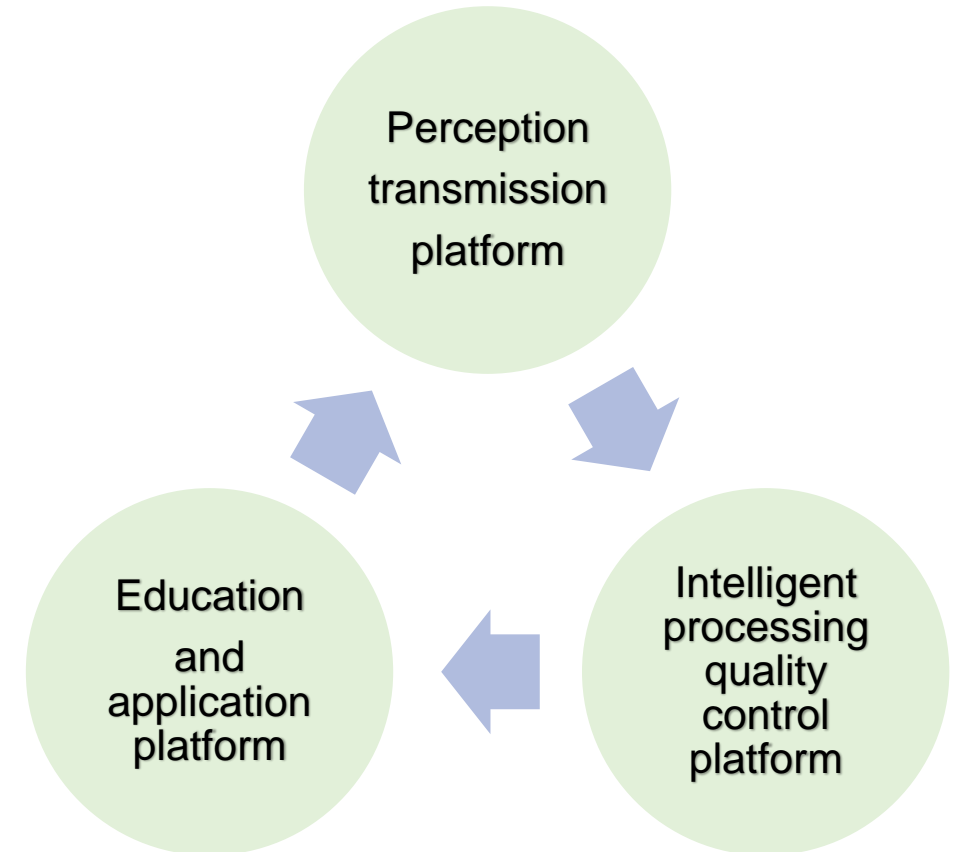 Perception
transmission
platform
Intelligent
processing
quality
control
platform
Education
and
application
platform